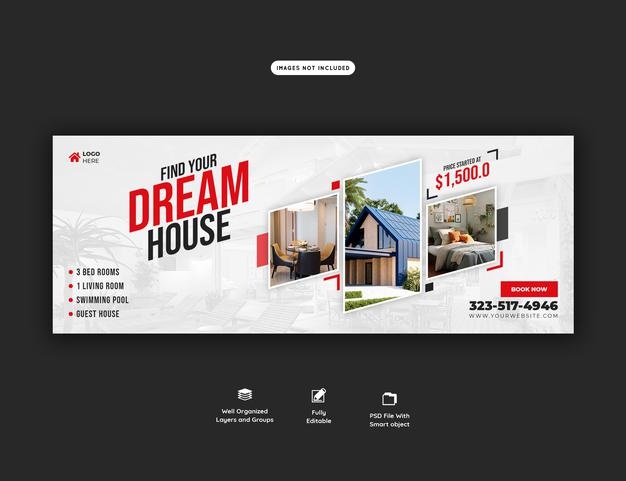 IMAGES NOT INCLUDED
LOGO
HERE
FIND YOUR
DREAM
HOUSE
PRICE STARTED AT
$1,500.0
3 BED ROOMS
1 LIVING ROOM
SWIMMING POOL
GUEST HOUSE
BOOK NOW
323-517-4946
WWW.YOURWEBSITE.COM
Well Organized
Layers and Groups
Fully
Editable
PSD File With
Smart object